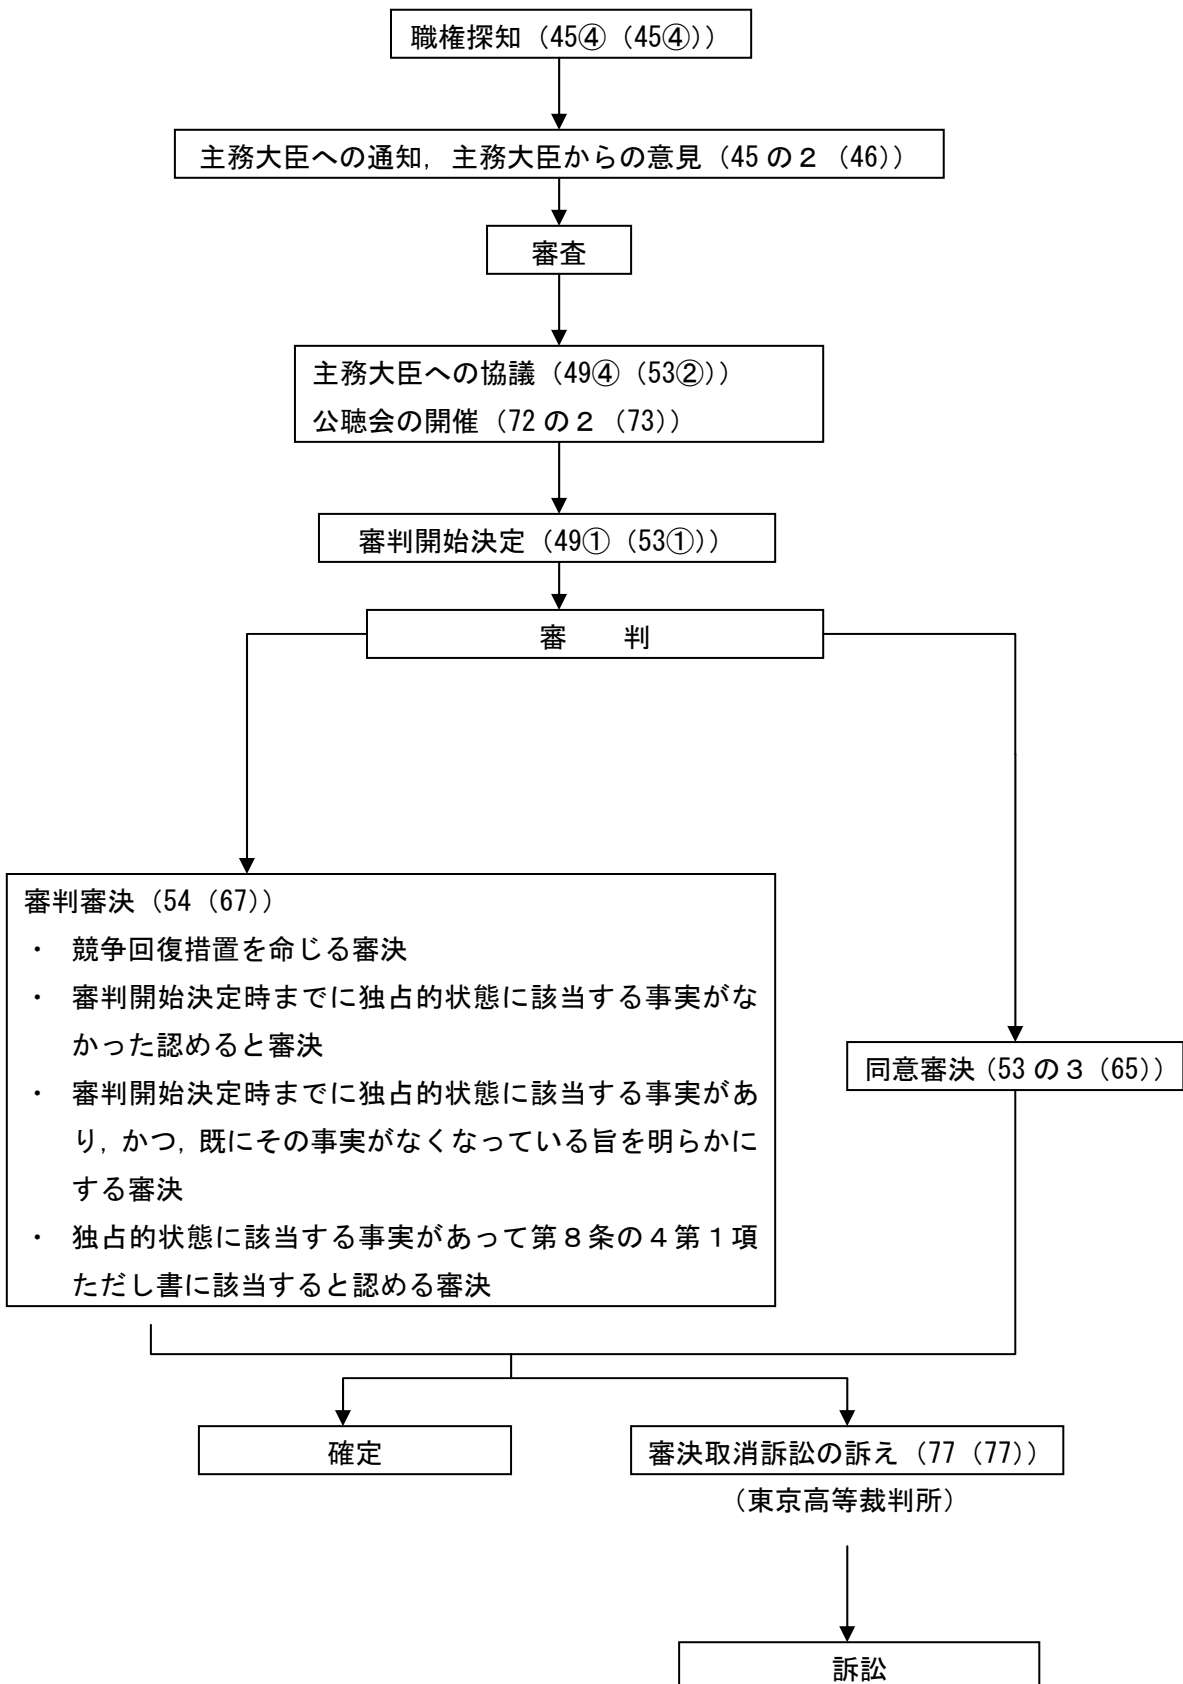 職権探知（45④（45④））
主務大臣への通知，主務大臣からの意見（45の２（46））
審査
主務大臣への協議（49④（53②））
公聴会の開催（72の２（73））
審判開始決定（49①（53①））
審　　判
審判審決（54（67））
・ 競争回復措置を命じる審決
・ 審判開始決定時までに独占的状態に該当する事実がな
かった認めると審決
・ 審判開始決定時までに独占的状態に該当する事実があ
り，かつ，既にその事実がなくなっている旨を明らかに
する審決
・ 独占的状態に該当する事実があって第８条の４第１項
ただし書に該当すると認める審決
同意審決（53の３（65））
確定
審決取消訴訟の訴え（77（77））
（東京高等裁判所）
訴訟